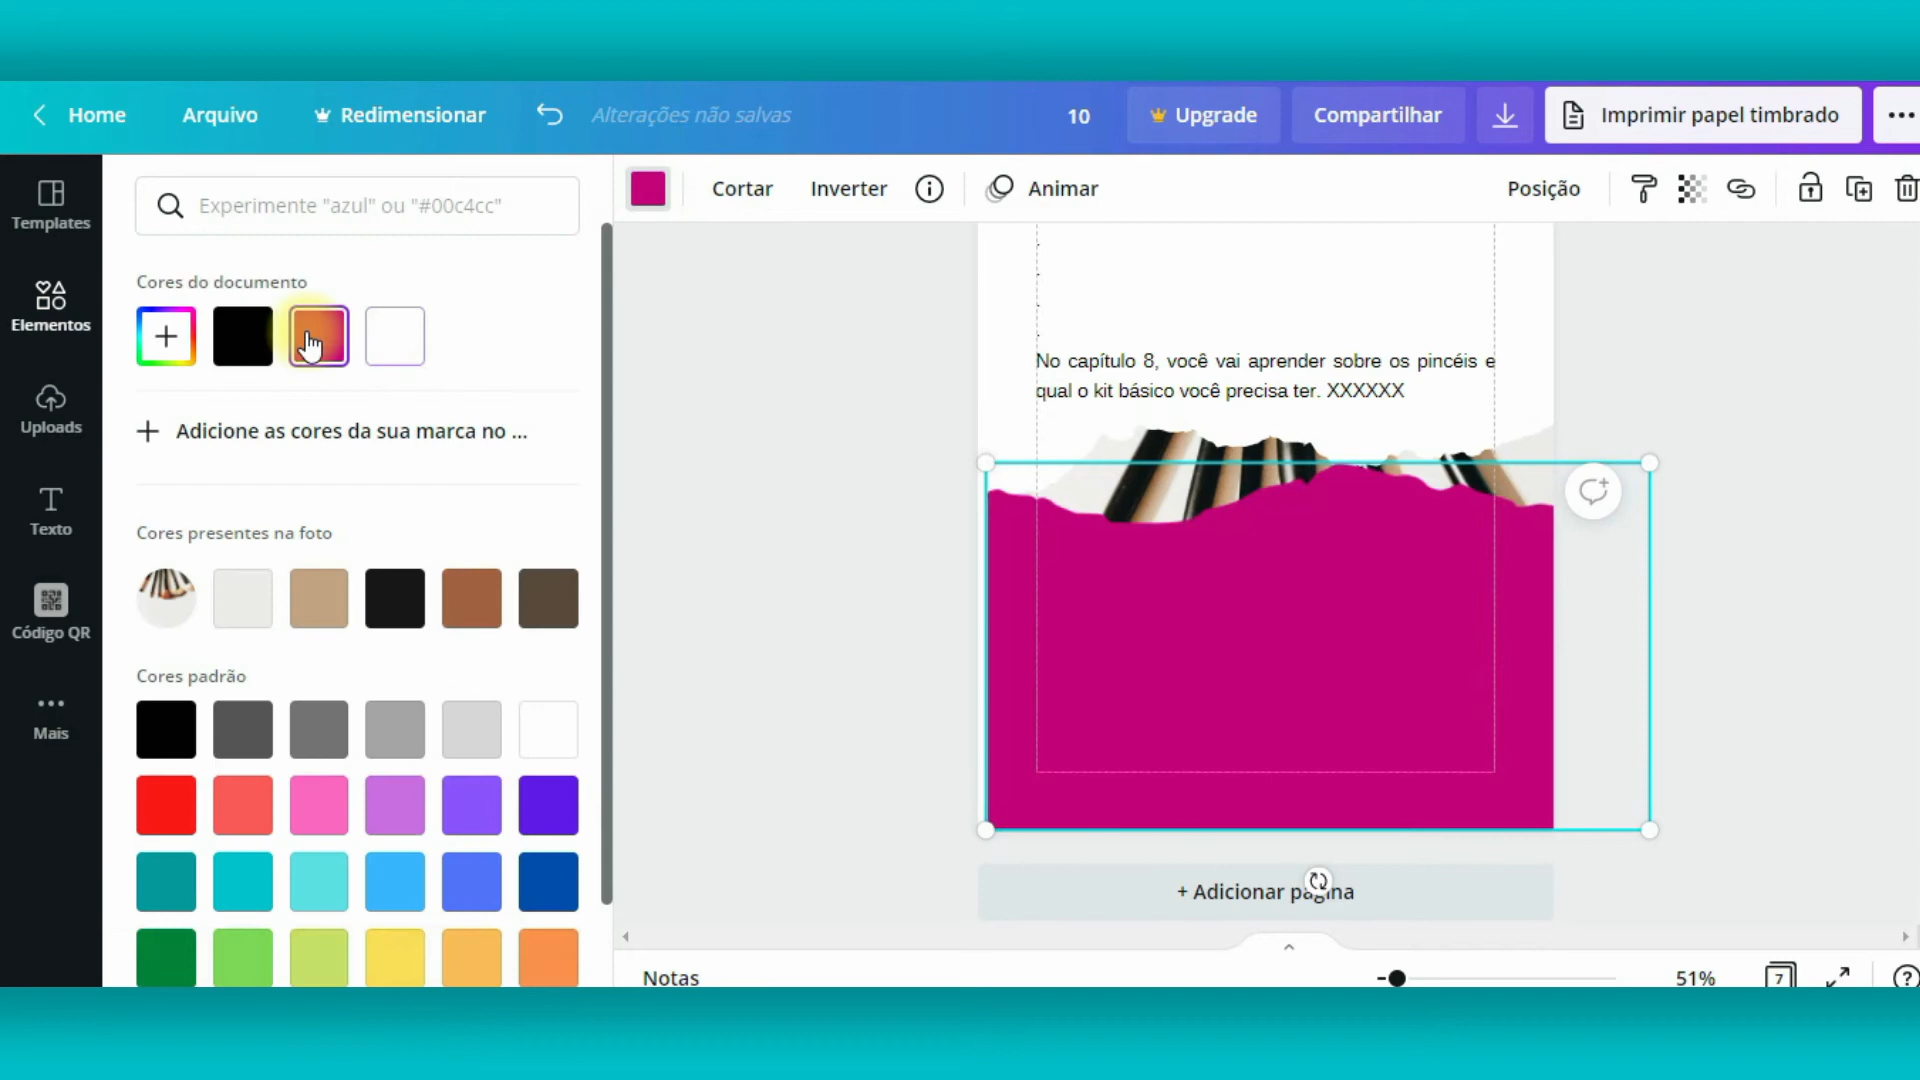 Home
Arquivo
Redimensionar
Alterações não salvas
10
Upgrade
Compartilhar
Imprimir papel timbrado
Templates
Elementos
Uploads
Texto
Código QR
Mais
Experimente "azul" ou "#00c4cc"
Cores do documento
+ Adicione as cores da sua marca no ...
Cores presentes na foto
Cores padrão
Cortar
Inverter
Animar
Posição
No capítulo 8, você vai aprender sobre os pincéis e
qual o kit básico você precisa ter. XXXXXX
+ Adicionar página
Notas
51%
7